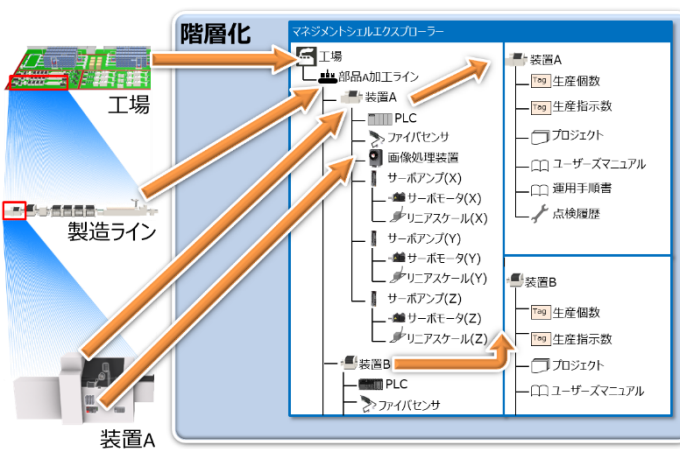 階層化
マネジメントシェルエクスプローラー
工場
部品A加工ライン
装置A
PLC
ファイバセンサ
画像処理装置
サーボアンプ(X)
サーボモータ(X)
リニアスケール(X)
サーボアンプ(Y)
サーボモータ(Y)
リニアスケール(Y)
サーボアンプ(Z)
サーボモータ(Z)
リニアスケール(Z)
装置B
PLC
ファイバセンサ
装置A
Tag 生産個数
Tag 生産指示数
プロジェクト
ユーザーズマニュアル
運用手順書
点検履歴
装置B
Tag 生産個数
Tag 生産指示数
プロジェクト
ユーザーズマニュアル
工場
製造ライン
装置A